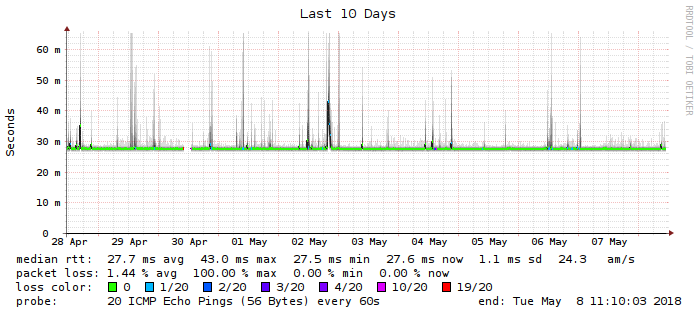 Last 10 Days
RRDTOOL / TOBI OETIKER
Seconds
60 m
50 m
40 m
30 m
20 m
10 m
0
28 Apr 29 Apr 30 Apr 01 May 02 May 03 May 04 May 05 May 06 May 07 May
median rtt: 27.7 ms avg 43.0 ms max 27.5 ms min 27.6 ms now 1.1 ms sd 24.3 am/s
packet loss: 1.44 % avg 100.00 % max 0.00 % min 0.00 % now
loss color: 0 1/20 2/20 3/20 4/20 10/20 19/20
probe: 20 ICMP Echo Pings (56 Bytes) every 60s end: Tue May 8 11:10:03 2018